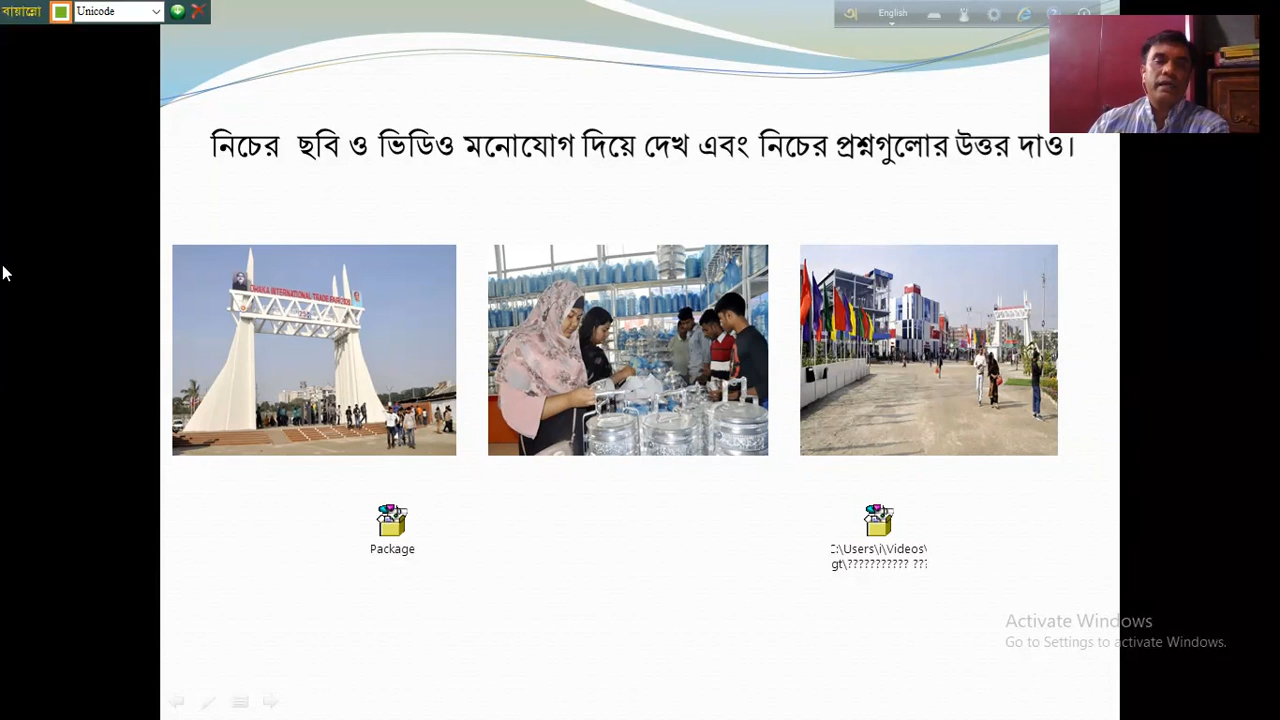 বায়ান্নো
Unicode
English
নিচের ছবি ও ভিডিও মনোযোগ দিয়ে দেখ এবং নিচের প্রশ্নগুলোর উত্তর দাও।
DHAKA INTERNATIONAL TRADE FAIR
Package
C:\Users\i\Videos\
gt\??????????? ???
Activate Windows
Go to Settings to activate Windows.